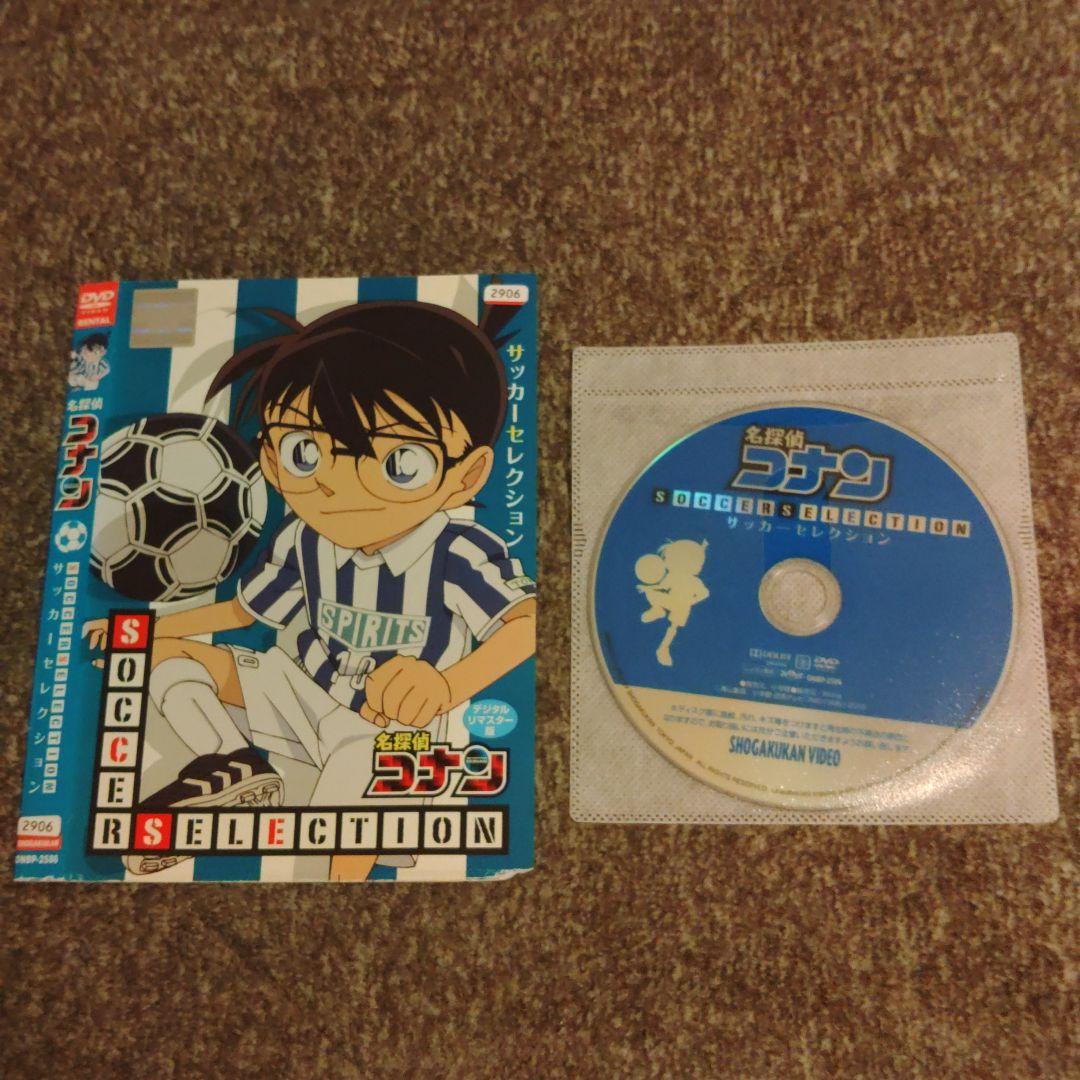 DVD
RENTAL
名探偵
コナン
SOCCER SELECTION
サッカーセレクション
2906
SHOGAKUKAN
2906
サッカーセレクション
SPIRITS
10
デジタル
リマスター
版
名探偵
コナン
SOCCER
SELECTION
名探偵
コナン
SOCCER SELECTION
サッカーセレクション
DOLBY
DVD
SHOGAKUKAN VIDEO